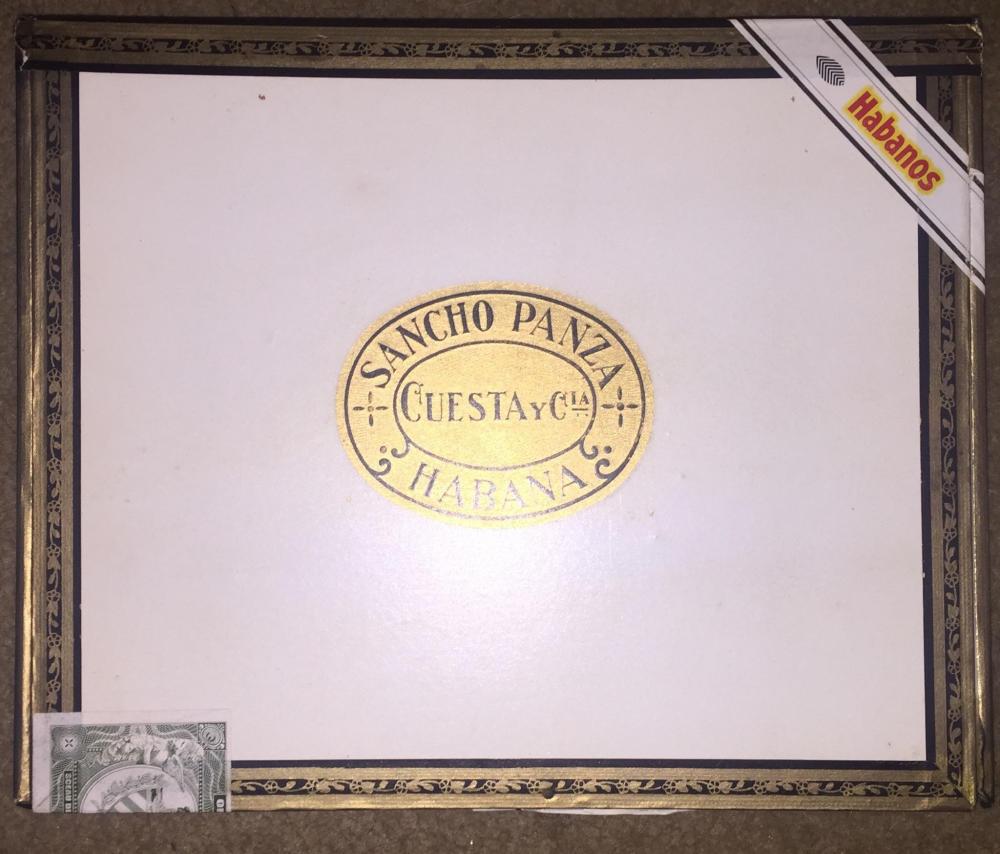 Habanos
SANCHO PANZA
CUESTA Y CIA
HABANA